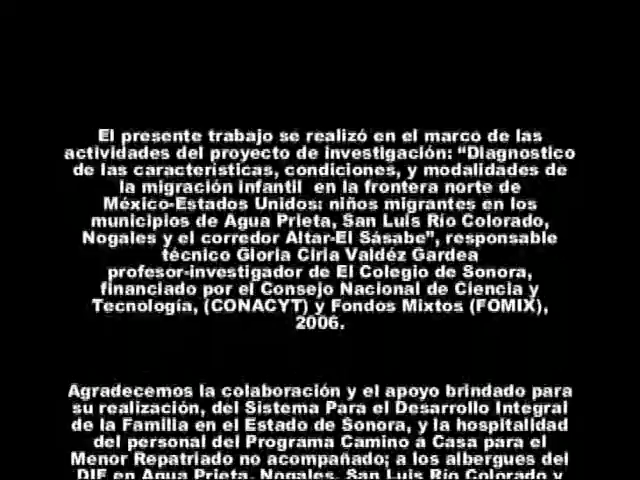 El presente trabajo se realizó en el marco de las
actividades del proyecto de investigación: “Diagnostico
de las características, condiciones, y modalidades de
la migración infantil en la frontera norte de
México-Estados Unidos: niños migrantes en los
municipios de Agua Prieta, San Luis Río Colorado,
Nogales y el corredor Altar-El Sásabe”, responsable
técnico Gloria Ciria Valdéz Gardea
profesor-investigador de El Colegio de Sonora,
financiado por el Consejo Nacional de Ciencia y
Tecnología, (CONACYT) y Fondos Mixtos (FOMIX),
2006.
Agradecemos la colaboración y el apoyo brindado para
su realización, del Sistema Para el Desarrollo Integral
de la Familia en el Estado de Sonora, y la hospitalidad
del personal del Programa Camino a Casa para el
Menor Repatriado no acompañado; a los albergues del
DIF en Agua Prieta, Nogales, San Luis Río Colorado y